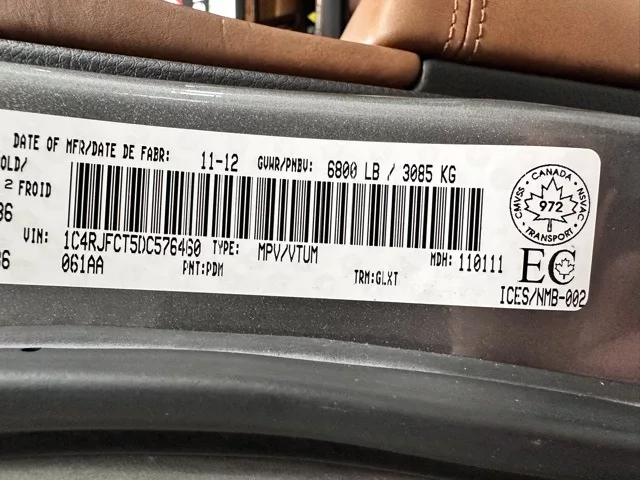 DATE OF MFR/DATE DE FABR: 11-12 GVWR/PNBV: 6800 LB / 3085 KG
OLD/
2 FROID
VIN: 1C4RJFCT5DC576460 TYPE: MPV/VTUM MDH: 110111
061AA PNT:PDM TRM:GLXT
CANADA
CMVSS 972 NSVAC
TRANSPORT
EC
ICES/NMB-002